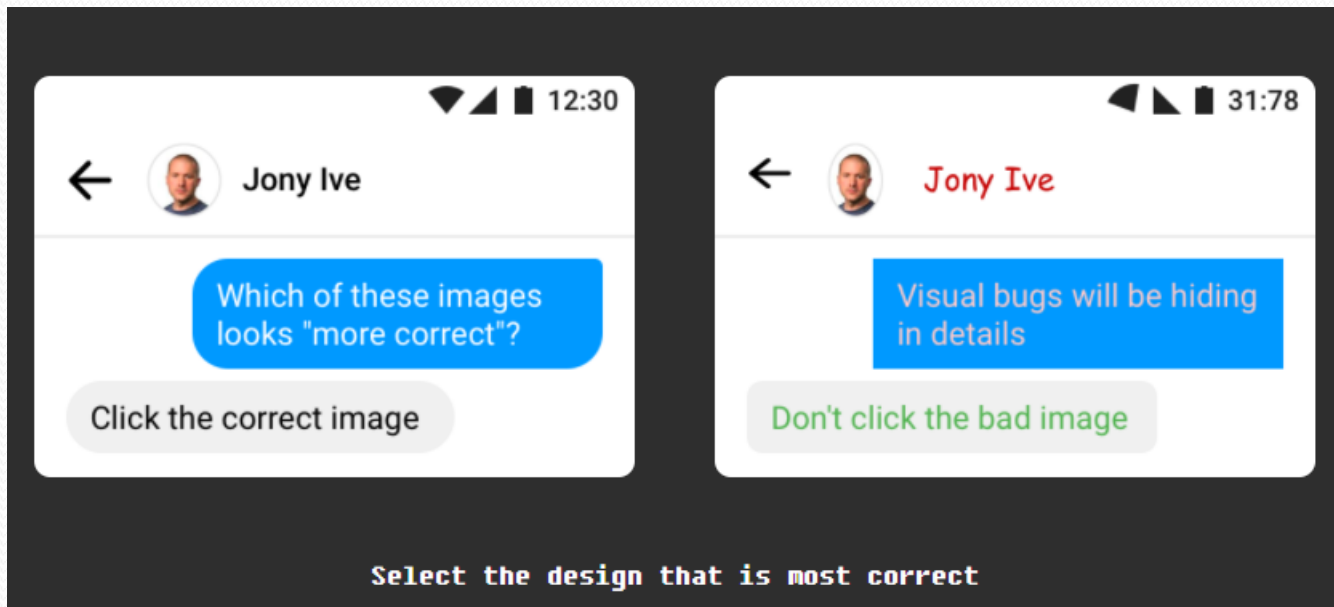 12:30
Jony Ive
Which of these images
looks "more correct"?
Click the correct image
31:78
Jony Ive
Visual bugs will be hiding
in details
Don't click the bad image
Select the design that is most correct